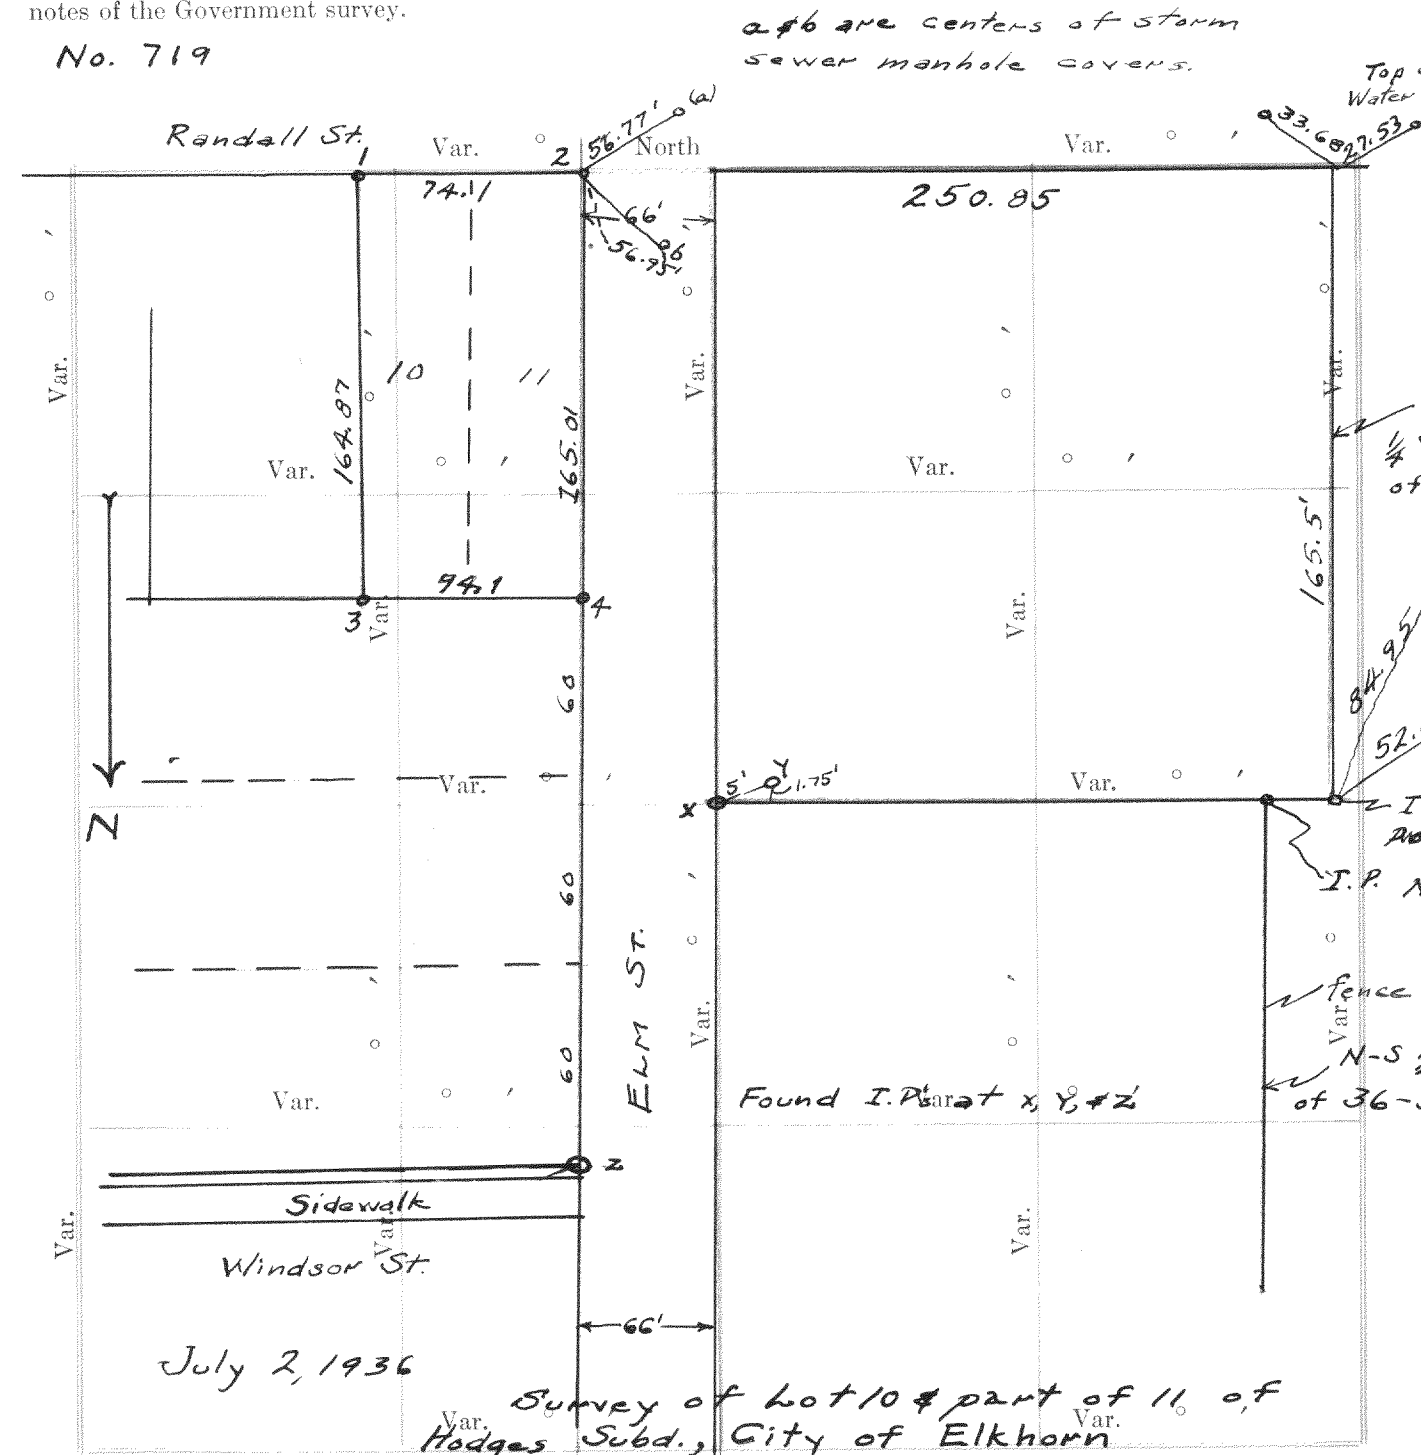 notes of the Government survey.
No. 719
a & b are centers of storm
sewer manhole covers.
Top
Water
(a)
56.77'
33.68
27.53
Randall St.
1
Var.
2
North
Var.
74.11
66'
b
56.75'
250.85
Var.
Var.
Var.
10
11
164.87
165.01
Var.
Var.
1/4
of
165.5'
94.1
3
Var.
4
Var.
60
84.95'
52.
Var.
Y
5'
1.75'
X
Var.
I
N
I.P. N
60
ELM ST.
Var.
fence
Var.
N-S
60
Var.
Found I.P's at X, Y, & Z
Var.
of 36-
Z
Sidewalk
Var.
Var.
Var.
Windsor St.
66'
July 2, 1936
Survey of Lot 10 & part of 11 of
Var.
Var.
Hodges Subd., City of Elkhorn